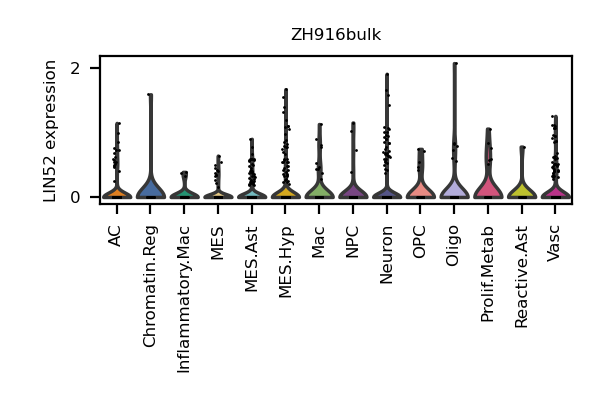 ZH916bulk
LIN52 expression
2
0
AC
Chromatin.Reg
Inflammatory.Mac
MES
MES.Ast
MES.Hyp
Mac
NPC
Neuron
OPC
Oligo
Prolif.Metab
Reactive.Ast
Vasc